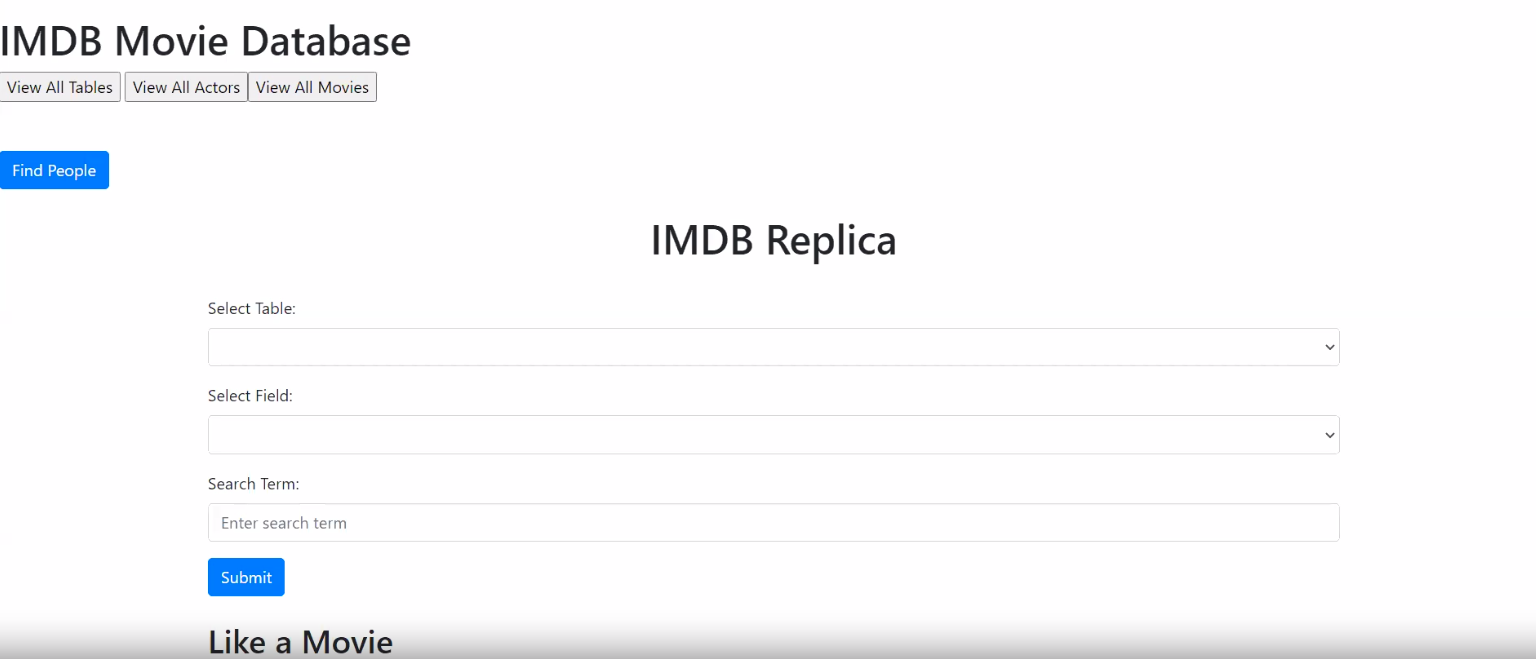 IMDB Movie Database
View All Tables View All Actors View All Movies
Find People
IMDB Replica
Select Table:
Select Field:
Search Term:
Enter search term
Submit
Like a Movie